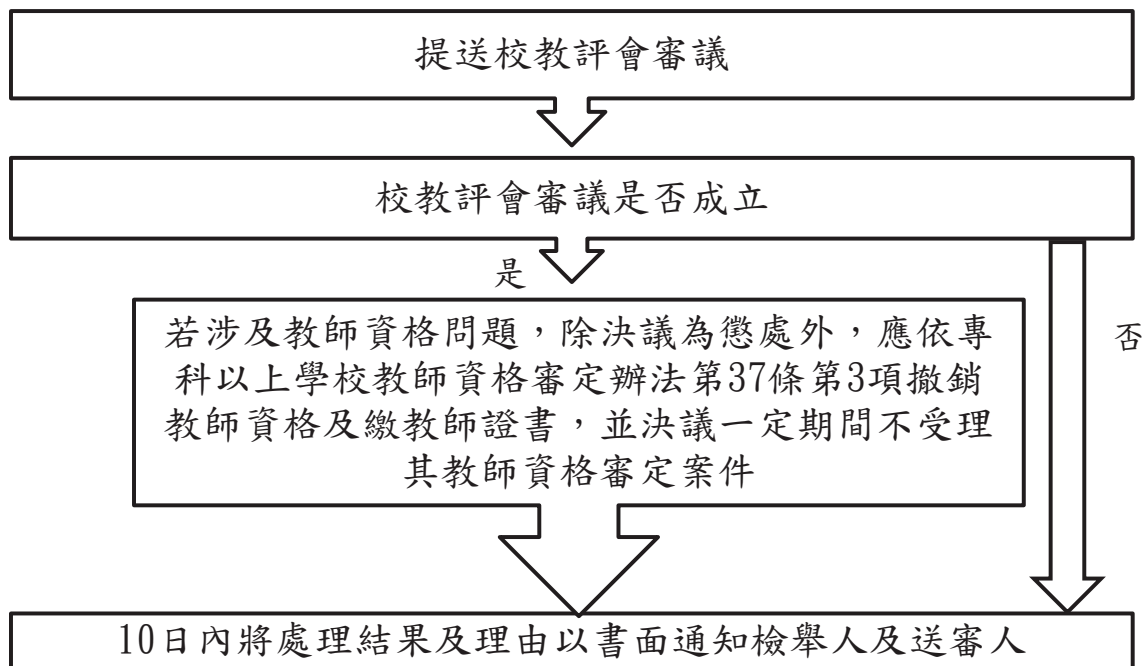 提送校教評會審議
校教評會審議是否成立
是
若涉及教師資格問題，除決議為懲處外，應依專
科以上學校教師資格審定辦法第37條第3項撤銷
教師資格及繳教師證書，並決議一定期間不受理
其教師資格審定案件
否
10日內將處理結果及理由以書面通知檢舉人及送審人